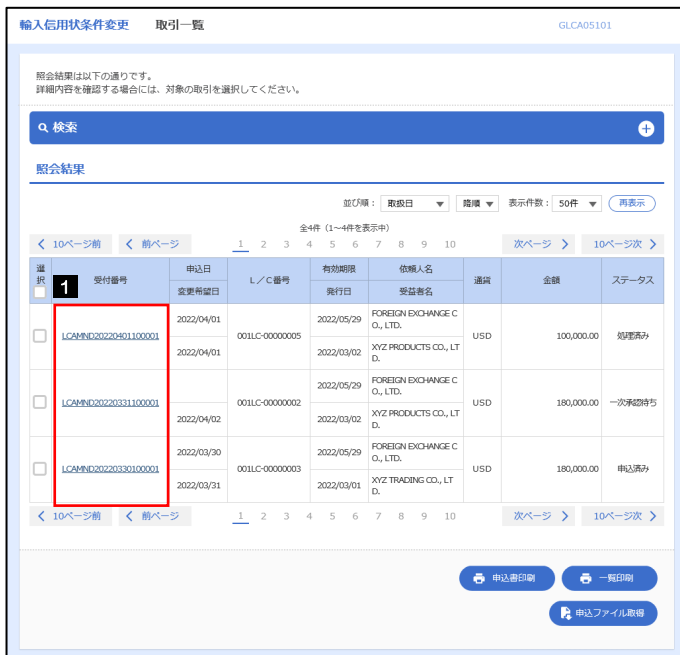 輸入信用状条件変更 取引一覧 GLCA05101
照会結果は以下の通りです。
詳細内容を確認する場合には、対象の取引を選択してください。
検索
照会結果
並び順： 取扱日 降順 表示件数： 50件 再表示
全4件（1～4件を表示中）
10ページ前 前ページ 1 2 3 4 5 6 7 8 9 10 次ページ 10ページ次
選択 1 受付番号 申込日 L／C番号 有効期限 依頼人名 通貨 金額 ステータス
変更希望日 発行日 受益者名
2022/04/01 2022/05/29 FOREIGN EXCHANGE C
O., LTD.
LCAMND20220401100001 001LC-00000005 USD 100,000.00 処理済み
2022/04/01 2022/03/02 XYZ PRODUCTS CO., LT
D.
2022/05/29 FOREIGN EXCHANGE C
O., LTD.
LCAMND20220331100001 001LC-00000002 USD 180,000.00 一次承認待ち
2022/04/02 2022/03/02 XYZ PRODUCTS CO., LT
D.
2022/03/30 2022/05/29 FOREIGN EXCHANGE C
O., LTD.
LCAMND20220330100001 001LC-00000003 USD 180,000.00 申込済み
2022/03/31 2022/03/01 XYZ TRADING CO., LT
D.
10ページ前 前ページ 1 2 3 4 5 6 7 8 9 10 次ページ 10ページ次
申込書印刷 一覧印刷
申込ファイル取得